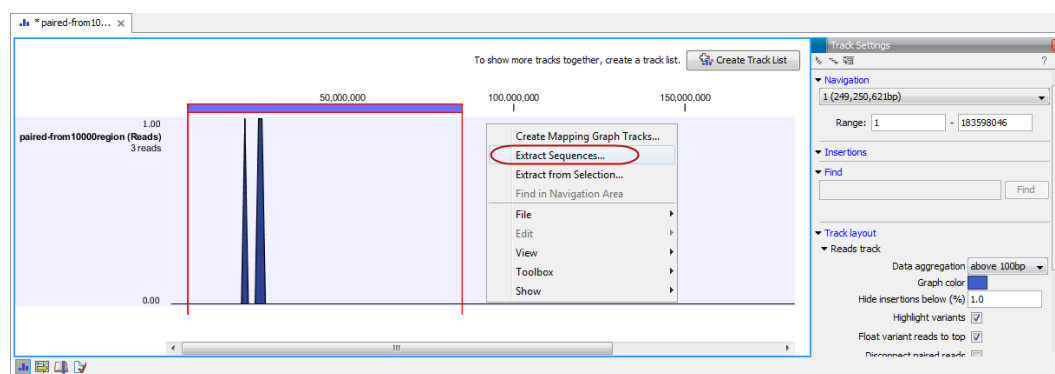 * paired-from10... ×
To show more tracks together, create a track list. Create Track List
50,000,000 100,000,000 150,000,000
1.00
paired-from10000region (Reads)
3 reads
0.00
Create Mapping Graph Tracks...
Extract Sequences...
Extract from Selection...
Find in Navigation Area
File
Edit
View
Toolbox
Show
Track Settings
?
Navigation
1 (249,250,621bp)
Range: 1 - 183598046
Insertions
Find
Find
Track layout
Reads track
Data aggregation above 100bp
Graph color
Hide insertions below (%) 1.0
Highlight variants
Float variant reads to top
Disconnect paired reads